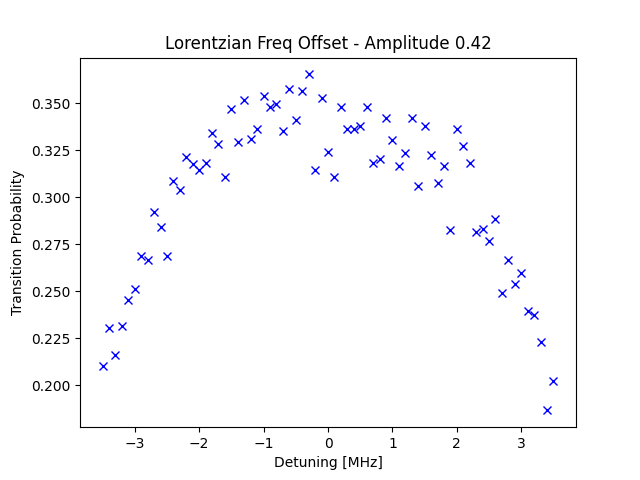 Lorentzian Freq Offset - Amplitude 0.42
Transition Probability
0.350
0.325
0.300
0.275
0.250
0.225
0.200
−3 −2 −1 0 1 2 3
Detuning [MHz]